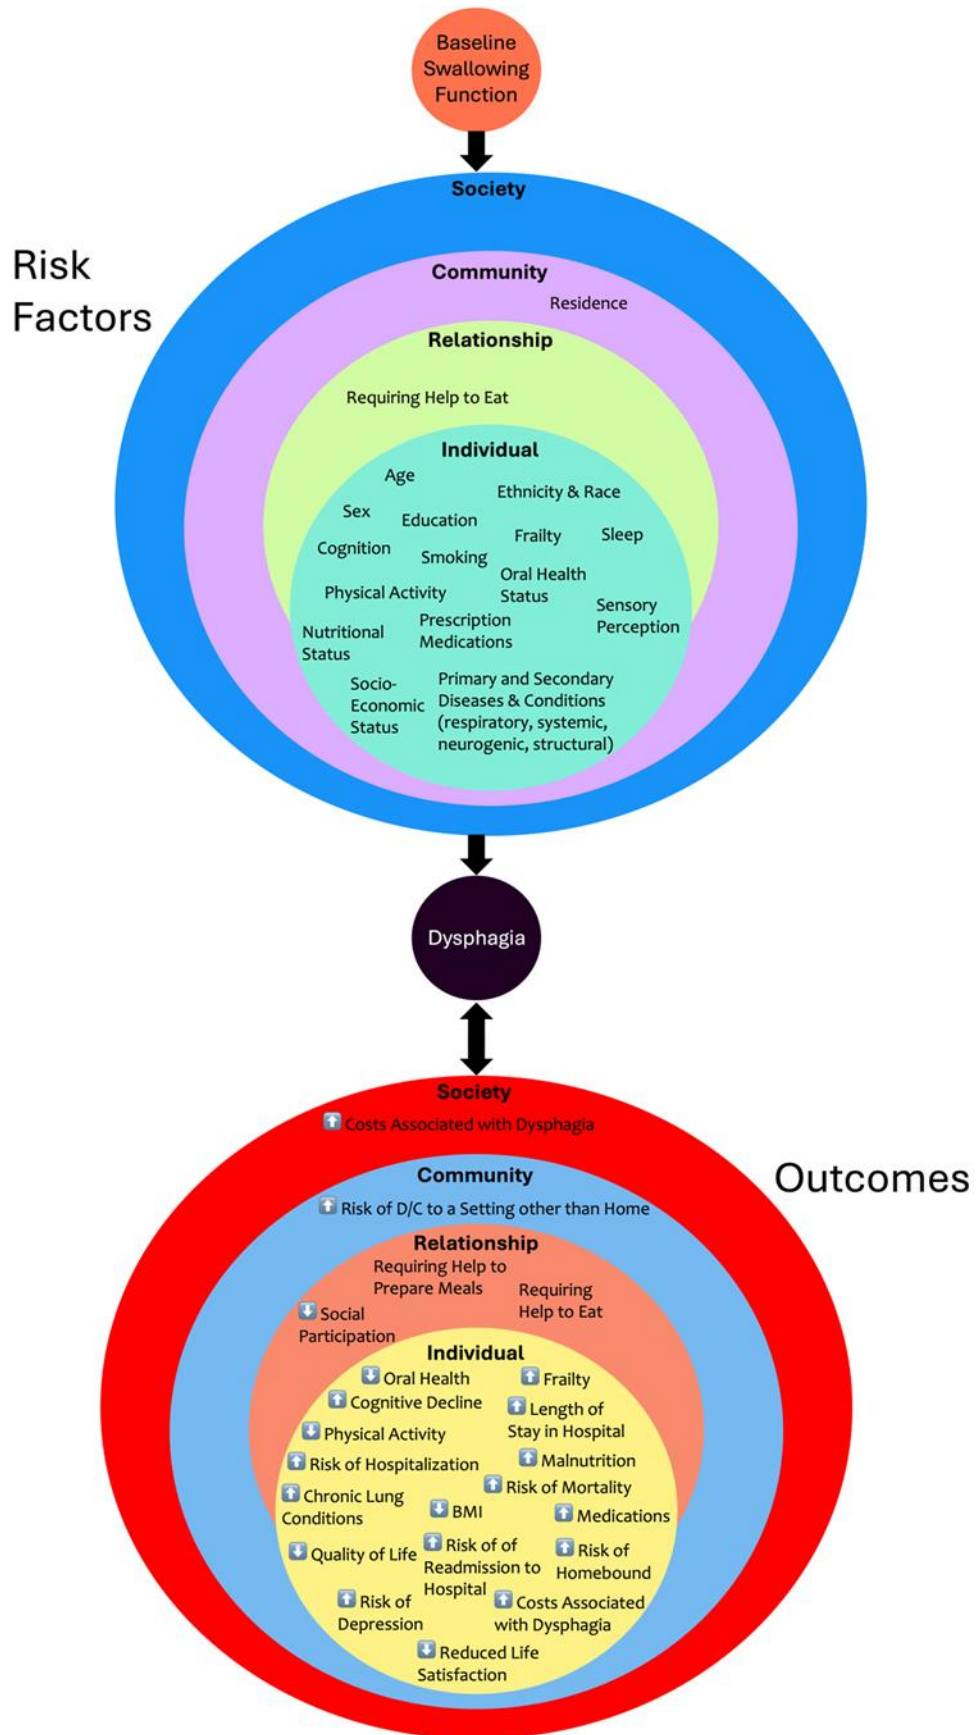 Baseline
Swallowing
Function
Society
Risk
Factors
Community
Residence
Relationship
Requiring Help to Eat
Individual
Age
Ethnicity & Race
Sex
Education
Frailty
Sleep
Cognition
Smoking
Oral Health
Status
Physical Activity
Sensory
Perception
Prescription
Medications
Nutritional
Status
Socio-
Economic
Status
Primary and Secondary
Diseases & Conditions
(respiratory, systemic,
neurogenic, structural)
Dysphagia
Society
⬆ Costs Associated with Dysphagia
Outcomes
Community
⬆ Risk of D/C to a Setting other than Home
Relationship
Requiring Help to
Prepare Meals
Requiring
Help to Eat
⬇ Social
Participation
Individual
⬇ Oral Health
⬆ Frailty
⬆ Cognitive Decline
⬆ Length of
Stay in Hospital
⬇ Physical Activity
⬆ Malnutrition
⬆ Risk of Hospitalization
⬆ Risk of Mortality
⬆ Chronic Lung
Conditions
⬇ BMI
⬆ Medications
⬇ Quality of Life
⬆ Risk of of
Readmission to
Hospital
⬆ Risk of
Homebound
⬆ Risk of
Depression
⬆ Costs Associated
with Dysphagia
⬇ Reduced Life
Satisfaction